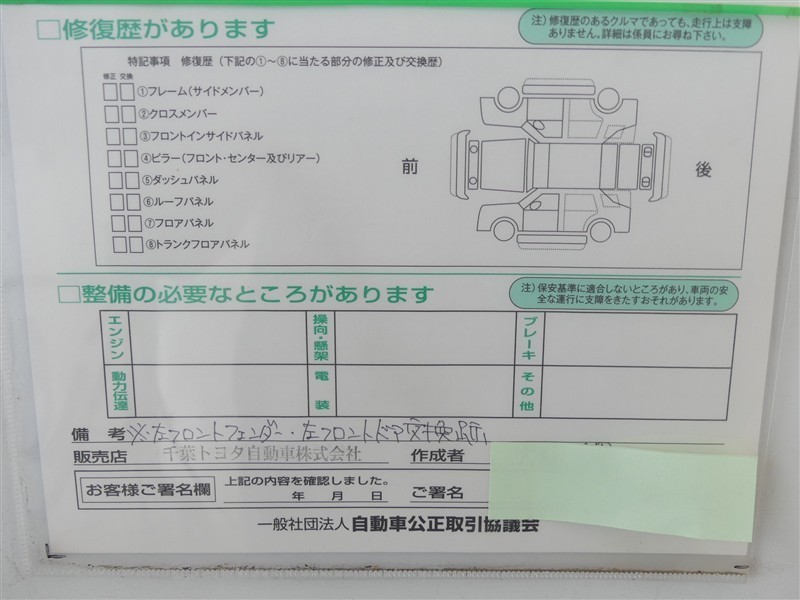 □修復歴があります
注）修復歴のあるクルマであっても、走行上は支障
ありません。詳細は係員にお尋ね下さい。
特記事項 修復歴（下記の①〜⑧に当たる部分の修正及び交換歴）
修正 交換
①フレーム（サイドメンバー）
②クロスメンバー
③フロントインサイドパネル
④ピラー（フロント・センター及びリアー）
⑤ダッシュパネル
⑥ルーフパネル
⑦フロアパネル
⑧トランクフロアパネル
前
後
□整備の必要なところがあります
注）保安基準に適合しないところがあり、車両の安
全な運行に支障をきたすおそれがあります。
エンジン
操向・懸架
ブレーキ
動力伝達
電装
その他
備考 ※左フロントフェンダー・左フロントドア交換
販売店 千葉トヨタ自動車株式会社 作成者
お客様ご署名欄 上記の内容を確認しました。
年 月 日 ご署名
一般社団法人 自動車公正取引協議会